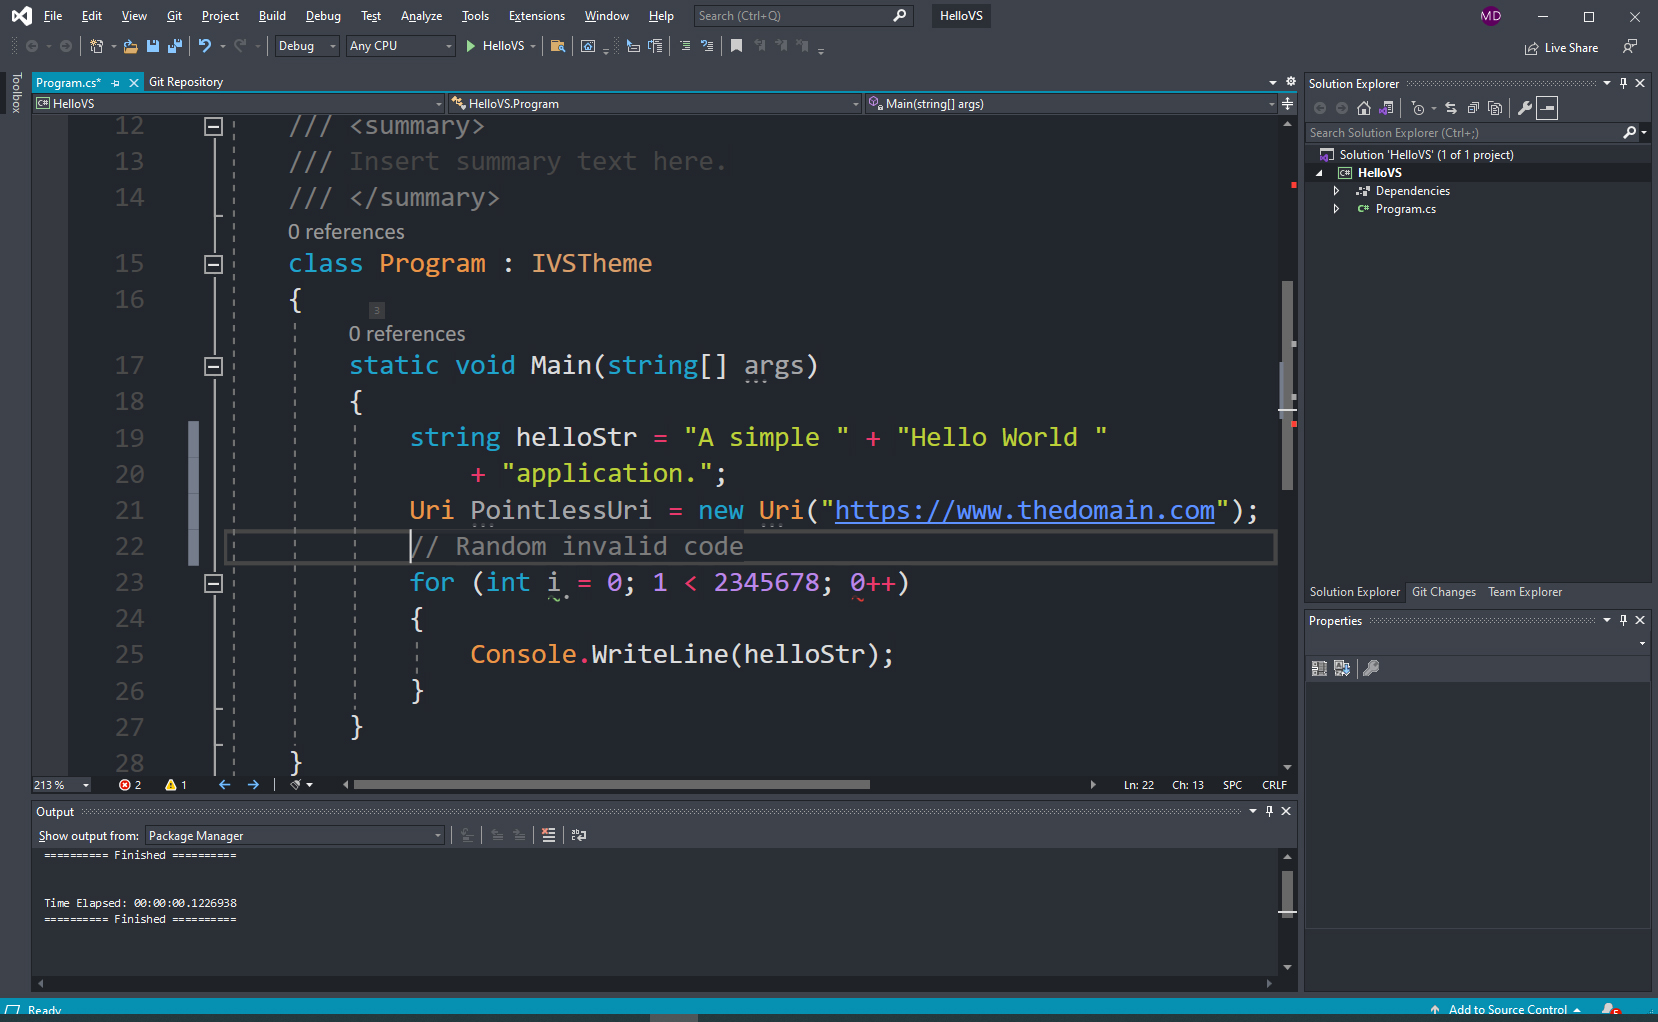 File Edit View Git Project Build Debug Test Analyze Tools Extensions Window Help Search (Ctrl+Q) HelloVS MD
Debug Any CPU HelloVS Live Share
Toolbox
Program.cs* Git Repository
HelloVS HelloVS.Program Main(string[] args)
12 /// <summary>
13 /// Insert summary text here.
14 /// </summary>
0 references
15 class Program : IVSTheme
16 {
3
0 references
17 static void Main(string[] args)
18 {
19 string helloStr = "A simple " + "Hello World "
20 + "application.";
21 Uri PointlessUri = new Uri("https://www.thedomain.com");
22 // Random invalid code
23 for (int i = 0; 1 < 2345678; 0++)
24 {
25 Console.WriteLine(helloStr);
26 }
27 }
28 }
213 % 2 1 Ln: 22 Ch: 13 SPC CRLF
Output
Show output from: Package Manager
========== Finished ==========
Time Elapsed: 00:00:00.1226938
========== Finished ==========
Solution Explorer
Search Solution Explorer (Ctrl+;)
Solution 'HelloVS' (1 of 1 project)
C# HelloVS
Dependencies
C# Program.cs
Solution Explorer Git Changes Team Explorer
Properties
Ready Add to Source Control 5